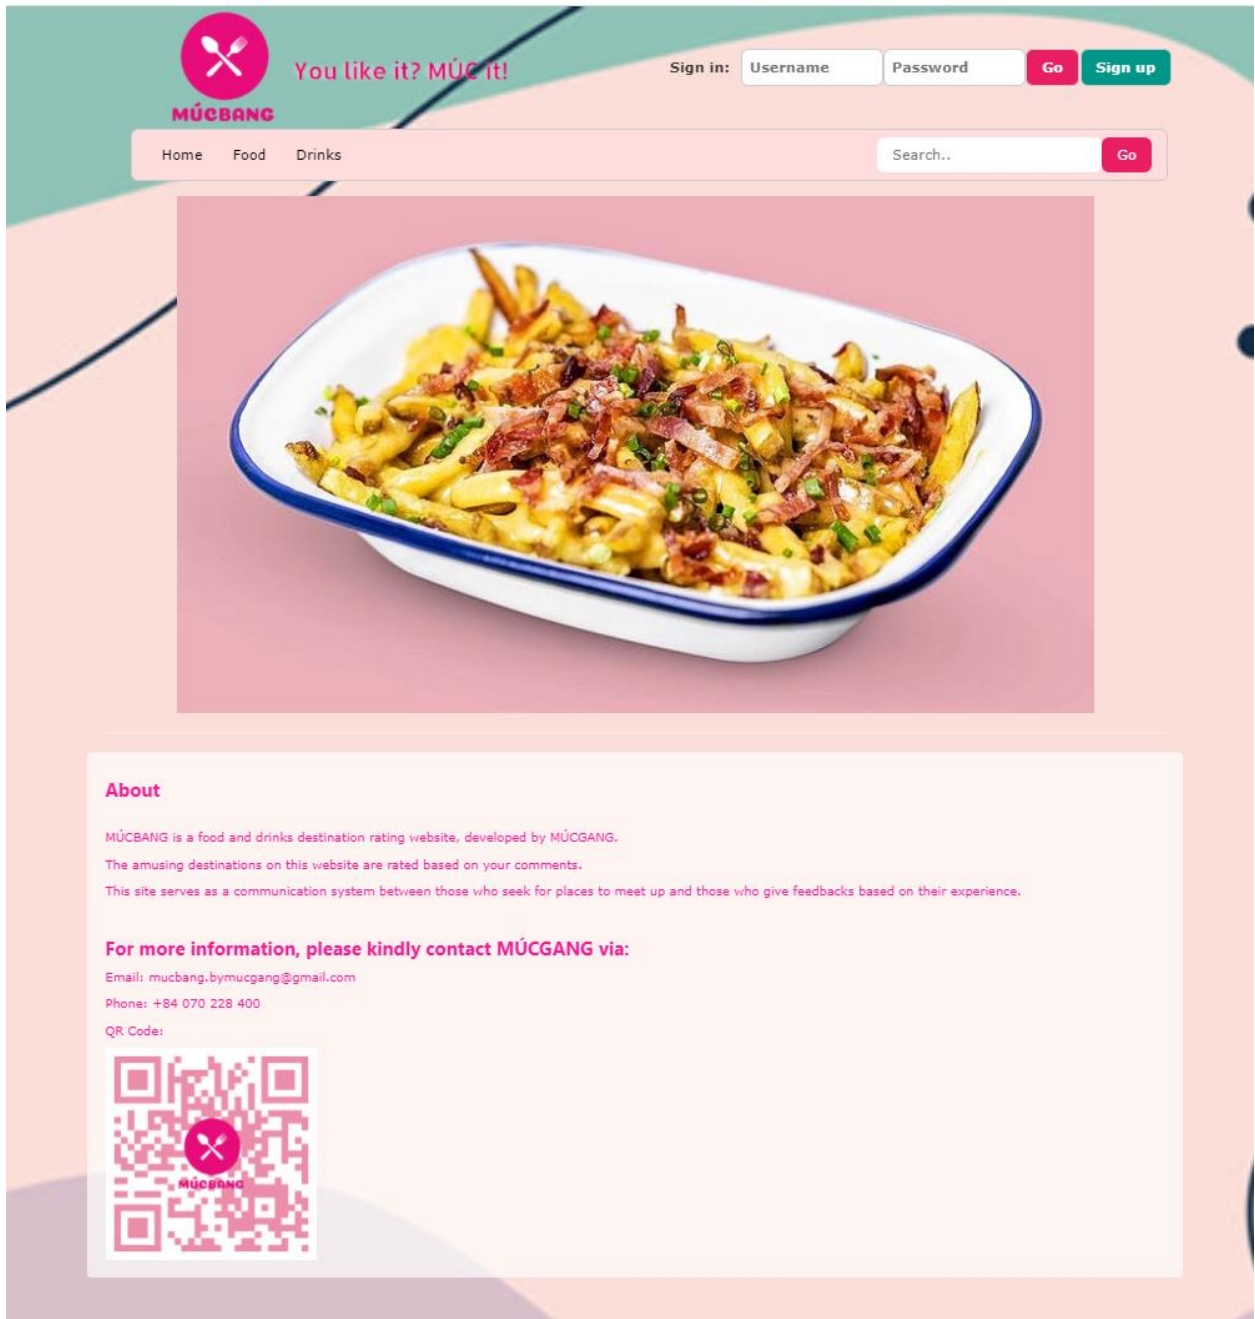 You like it? MÚC it!
Sign in: Username Password Go Sign up
MÚCBANG
Home Food Drinks Search.. Go
About
MÚCBANG is a food and drinks destination rating website, developed by MÚCGANG.
The amusing destinations on this website are rated based on your comments.
This site serves as a communication system between those who seek for places to meet up and those who give feedbacks based on their experience.
For more information, please kindly contact MÚCGANG via:
Email: mucbang.bymucgang@gmail.com
Phone: +84 070 228 400
QR Code:
MÚCBANG